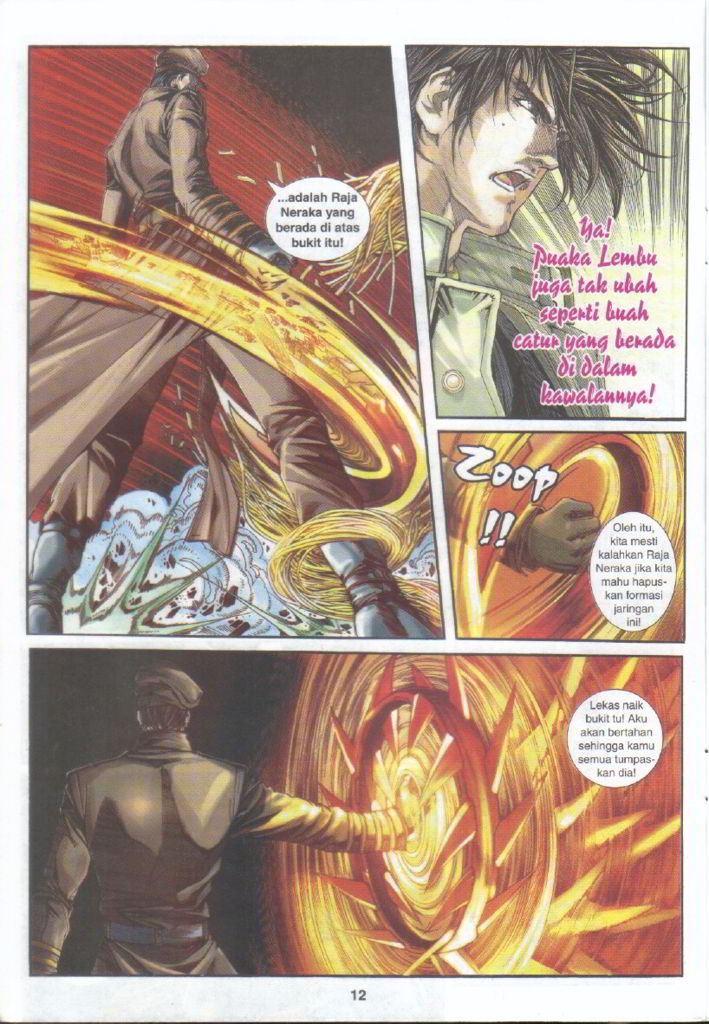 ...adalah Raja
Neraka yang
berada di atas
bukit itu!
Ya!
Puaka Lembu
juga tak ubah
seperti buah
catur yang berada
di dalam
kawalannya!
Zoop
!!
Oleh itu,
kita mesti
kalahkan Raja
Neraka jika kita
mahu hapus-
kan formasi
jaringan
ini!
Lekas naik
bukit tu! Aku
akan bertahan
sehingga kamu
semua tumpas-
kan dia!
12